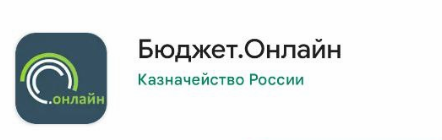 .онлайн
Бюджет.Онлайн
Казначейство России